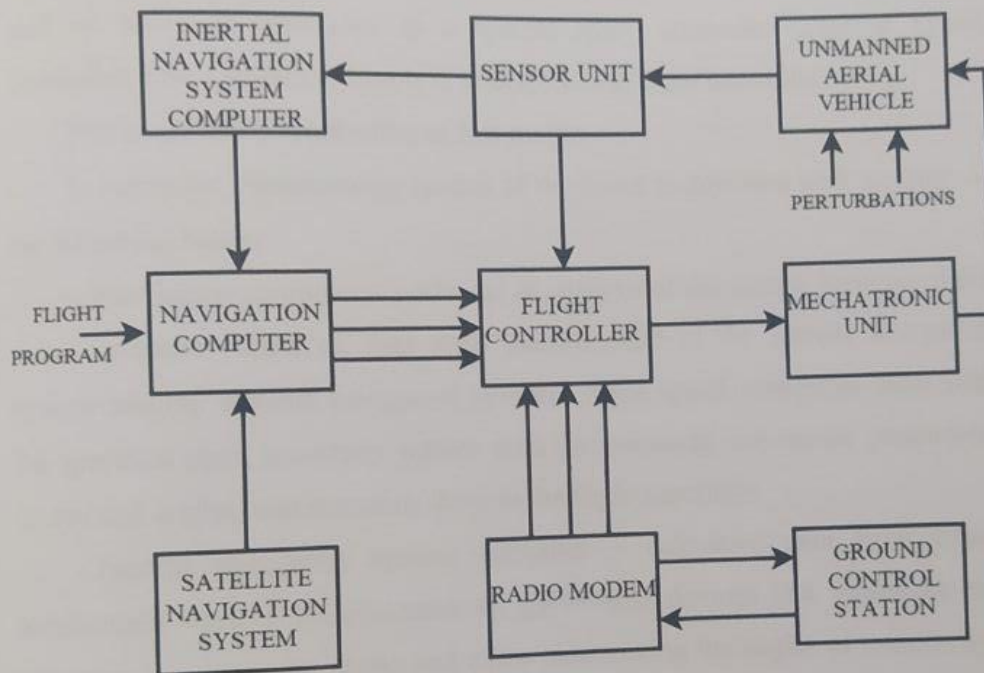 INERTIAL
NAVIGATION
SYSTEM
COMPUTER
SENSOR UNIT
UNMANNED
AERIAL
VEHICLE
PERTURBATIONS
FLIGHT
PROGRAM
NAVIGATION
COMPUTER
FLIGHT
CONTROLLER
MECHATRONIC
UNIT
SATELLITE
NAVIGATION
SYSTEM
RADIO MODEM
GROUND
CONTROL
STATION